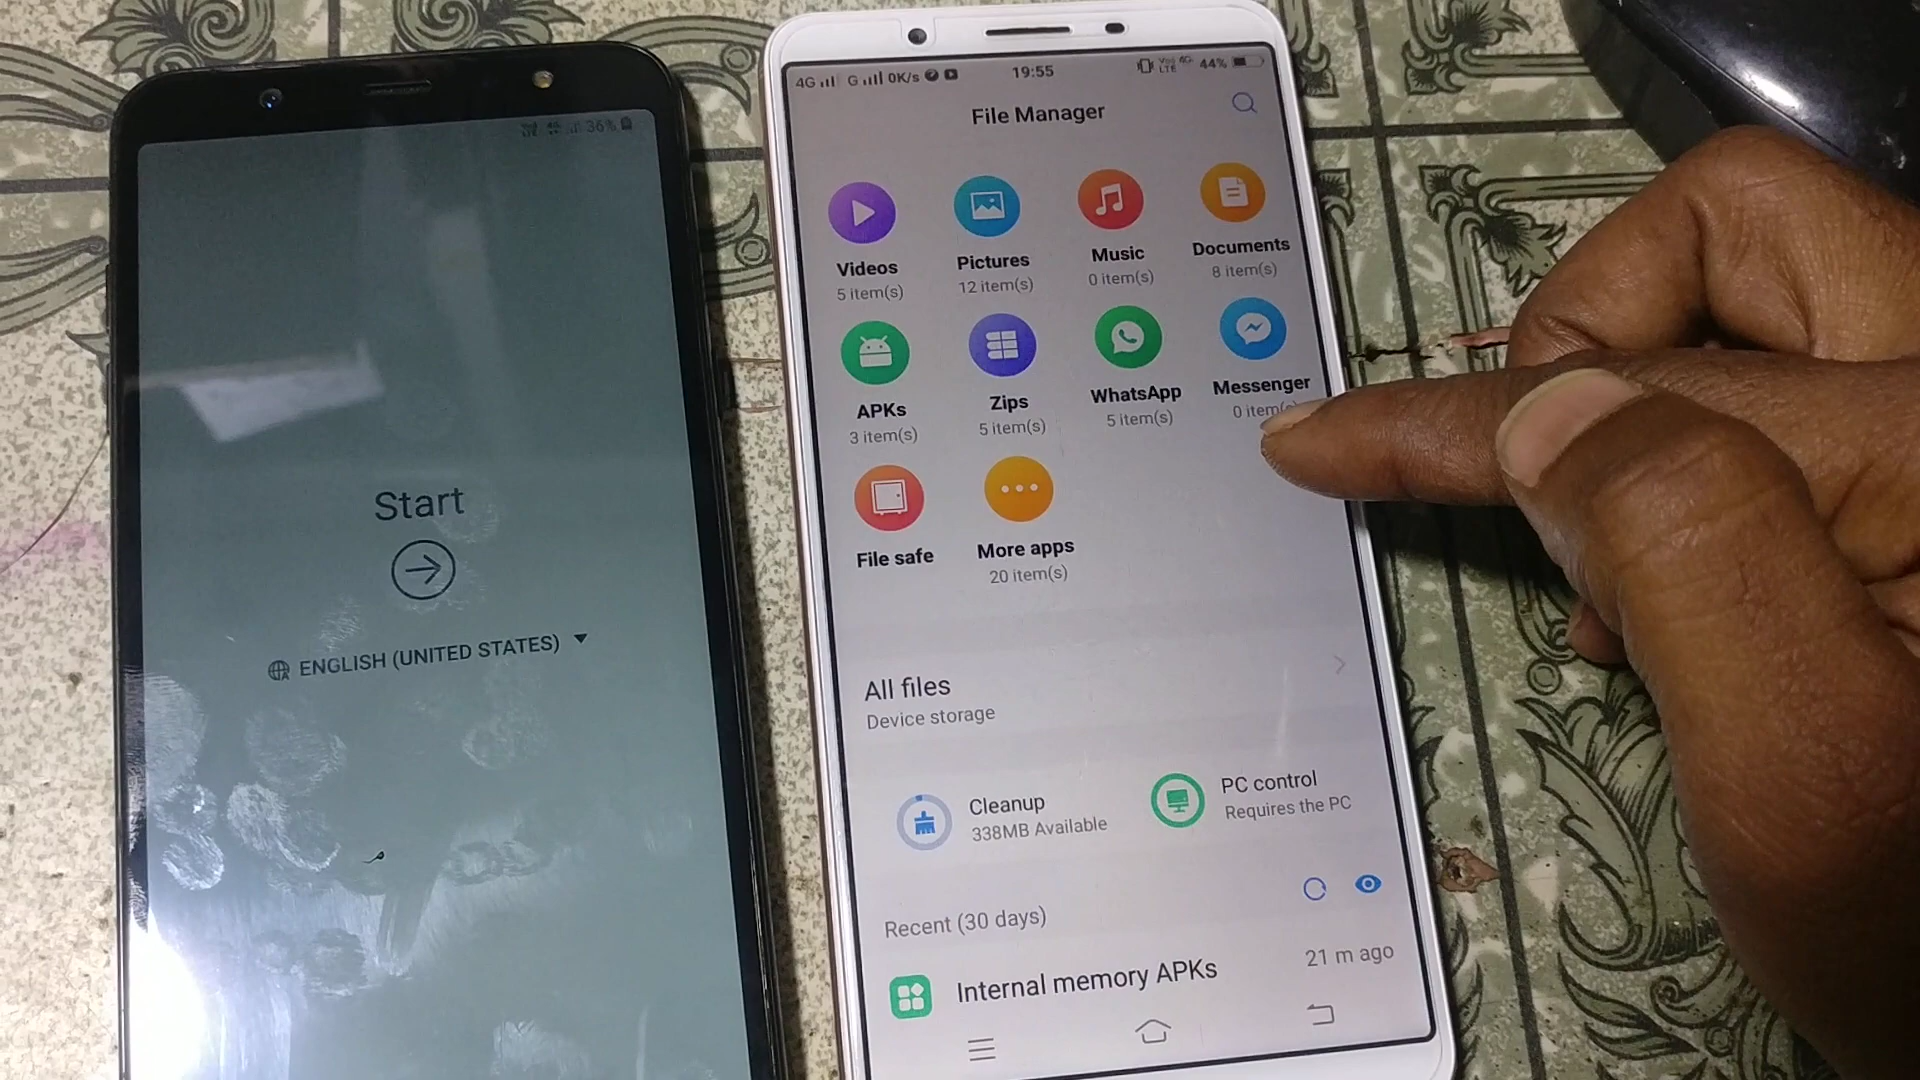 36%
Start
ENGLISH (UNITED STATES)
4G G 0K/s 19:55 4G LTE 44%
File Manager
Videos Pictures Music Documents
5 item(s) 12 item(s) 0 item(s) 8 item(s)
APKs Zips WhatsApp Messenger
3 item(s) 5 item(s) 5 item(s) 0
File safe More apps
20 item(s)
All files
Device storage
Cleanup PC control
338MB Available Requires the PC
Recent (30 days)
Internal memory APKs 21 m ago